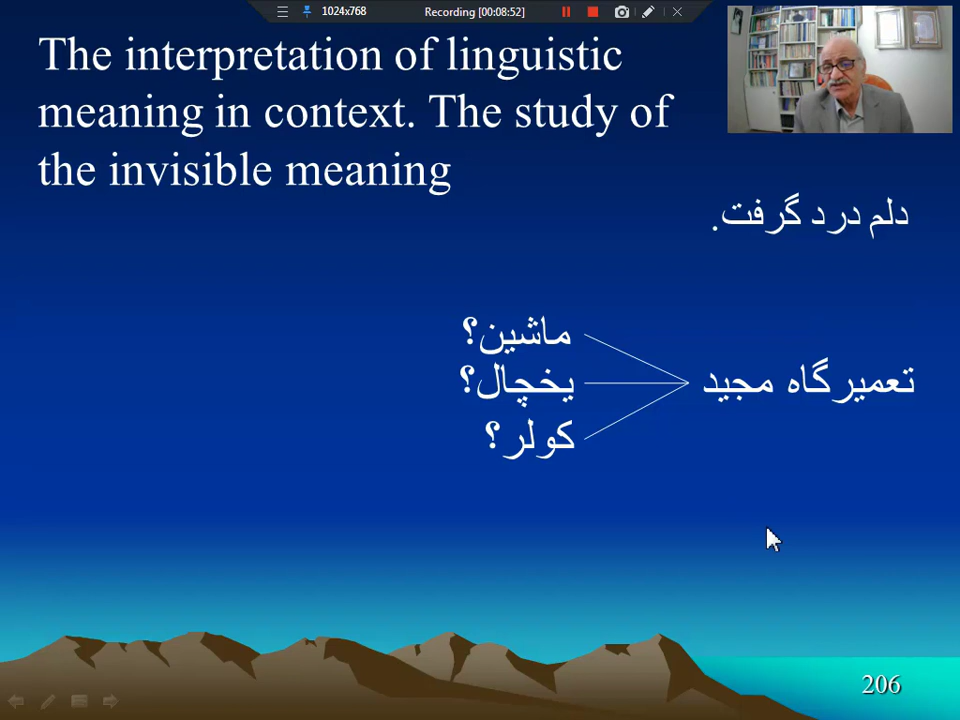 1024x768
Recording [00:08:52]
The interpretation of linguistic
meaning in context. The study of
the invisible meaning
دلم درد گرفت.
ماشین؟
یخچال؟
تعمیرگاه مجید
کولر؟
206